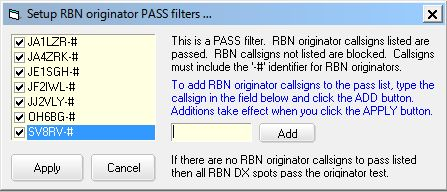 Setup RBN originator PASS filters ...
JA1LZR-#
JA4ZRK-#
JE1SGH-#
JF2IWL-#
JJ2VLY-#
OH6BG-#
SV8RV-#
This is a PASS filter. RBN originator callsigns listed are
passed. RBN callsigns not listed are blocked. Callsigns
must include the '-#' identifier for RBN originators.
To add RBN originator callsigns to the pass list, type the
callsign in the field below and click the ADD button.
Additions take effect when you click the APPLY button.
Add
Apply
Cancel
If there are no RBN originator callsigns to pass listed
then all RBN DX spots pass the originator test.